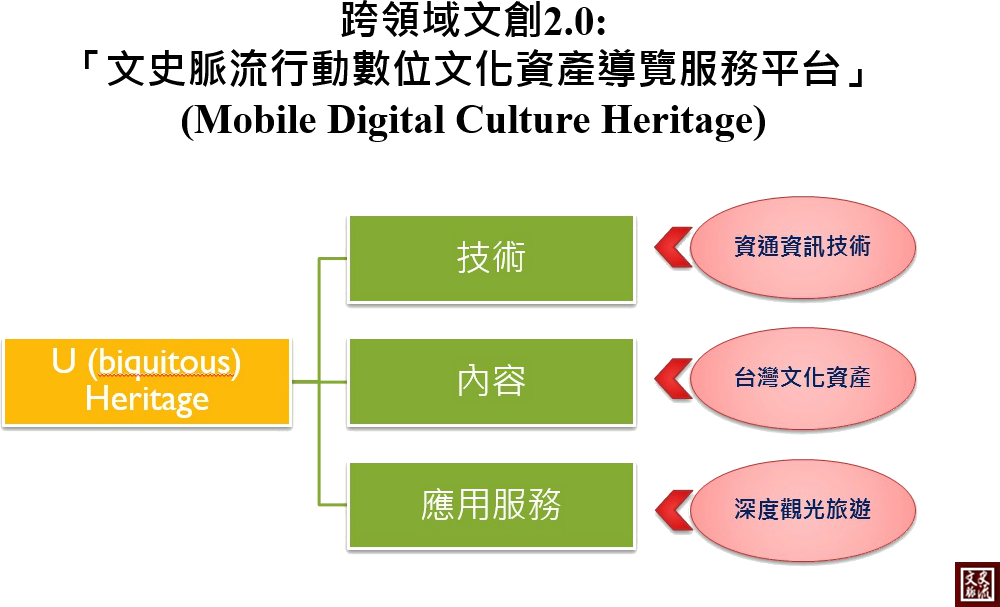 跨領域文創2.0:
「文史脈流行動數位文化資產導覽服務平台」
(Mobile Digital Culture Heritage)
U (biquitous)
Heritage
技術
資通資訊技術
內容
台灣文化資產
應用服務
深度觀光旅遊
文史
脈流